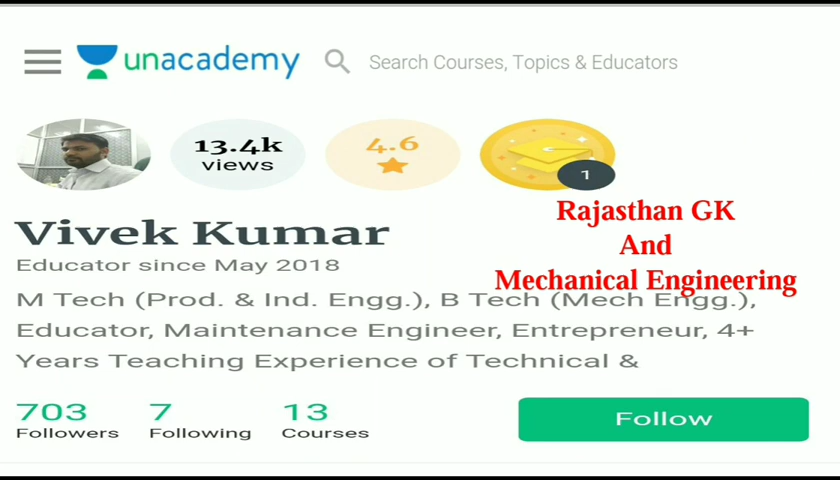 unacademy
Search Courses, Topics & Educators
13.4k
views
4.6
1
Rajasthan GK
And
Mechanical Engineering
Vivek Kumar
Educator since May 2018
M Tech (Prod. & Ind. Engg.), B Tech (Mech Engg.),
Educator, Maintenance Engineer, Entrepreneur, 4+
Years Teaching Experience of Technical &
703 7 13
Followers Following Courses
Follow